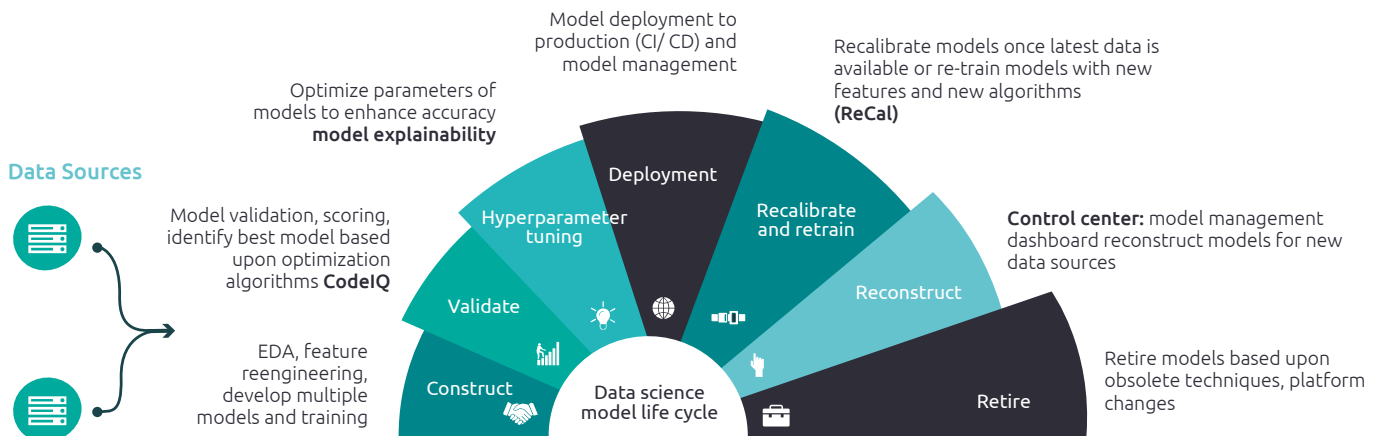 Data Sources
EDA, feature
reengineering,
develop multiple
models and training
Construct
Model validation, scoring,
identify best model based
upon optimization
algorithms CodeIQ
Validate
Optimize parameters of
models to enhance accuracy
model explainability
Hyperparameter
tuning
Model deployment to
production (CI/ CD) and
model management
Deployment
Recalibrate models once latest data is
available or re-train models with new
features and new algorithms
(ReCal)
Recalibrate
and retrain
Control center: model management
dashboard reconstruct models for new
data sources
Reconstruct
Retire models based upon
obsolete techniques, platform
changes
Retire
Data science
model life cycle